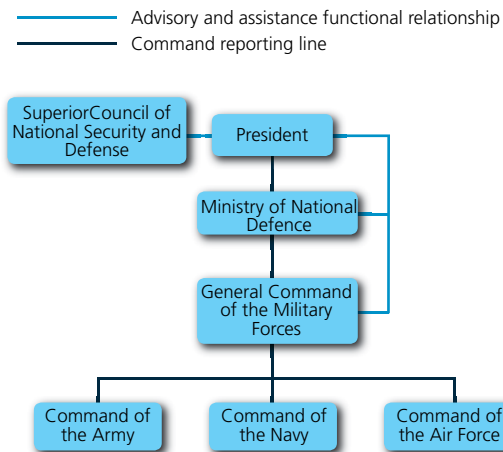 Advisory and assistance functional relationship
Command reporting line
SuperiorCouncil of
National Security and
Defense
President
Ministry of National
Defence
General Command
of the Military
Forces
Command of
the Army
Command of
the Navy
Command of
the Air Force